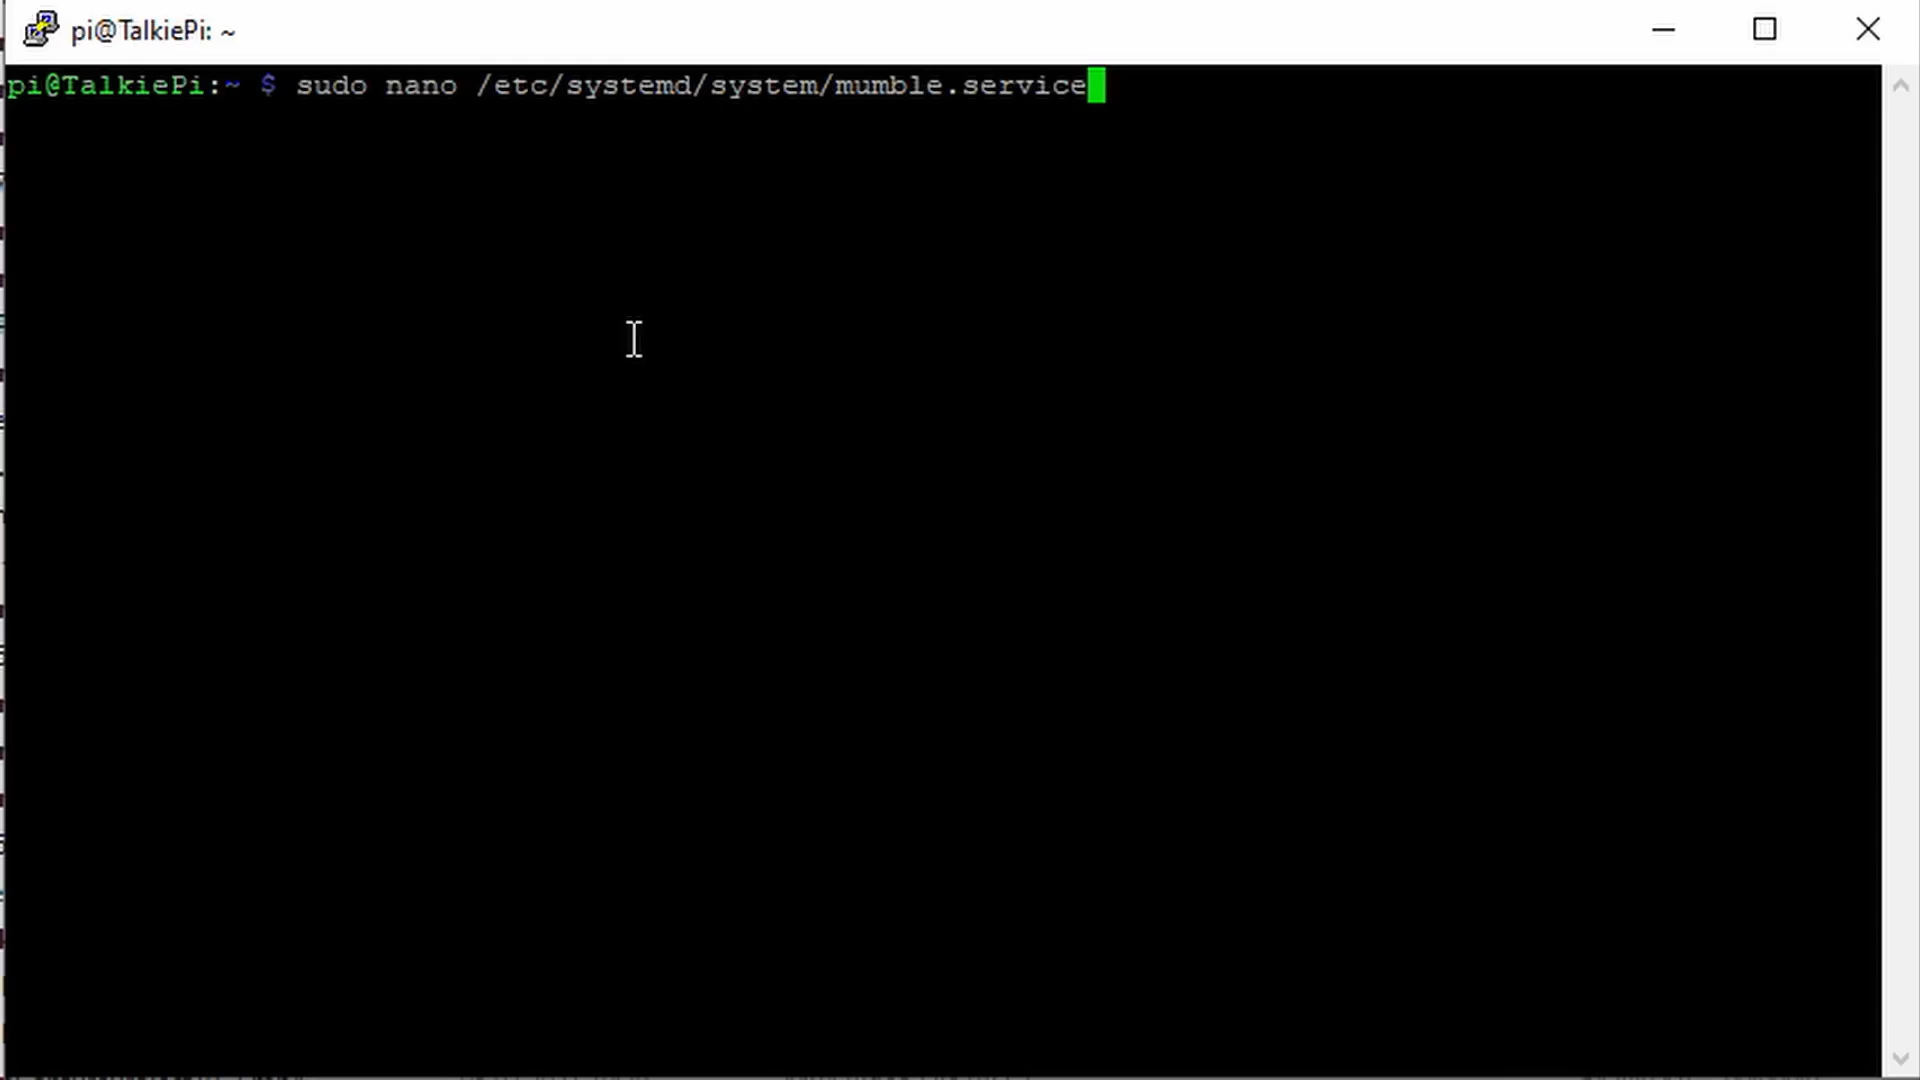 pi@TalkiePi: ~
pi@TalkiePi:~ $ sudo nano /etc/systemd/system/mumble.service